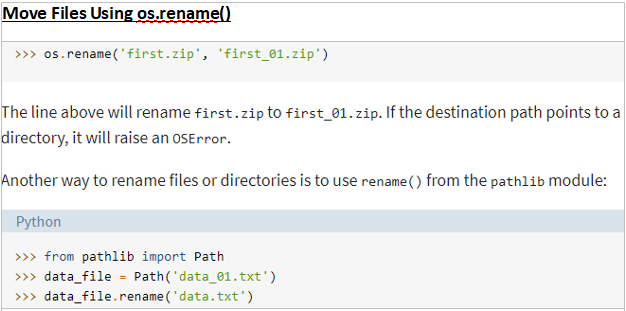 Move Files Using os.rename()
>>> os.rename('first.zip', 'first_01.zip')
The line above will rename first.zip to first_01.zip. If the destination path points to a
directory, it will raise an OSError.
Another way to rename files or directories is to use rename() from the pathlib module:
Python
>>> from pathlib import Path
>>> data_file = Path('data_01.txt')
>>> data_file.rename('data.txt')